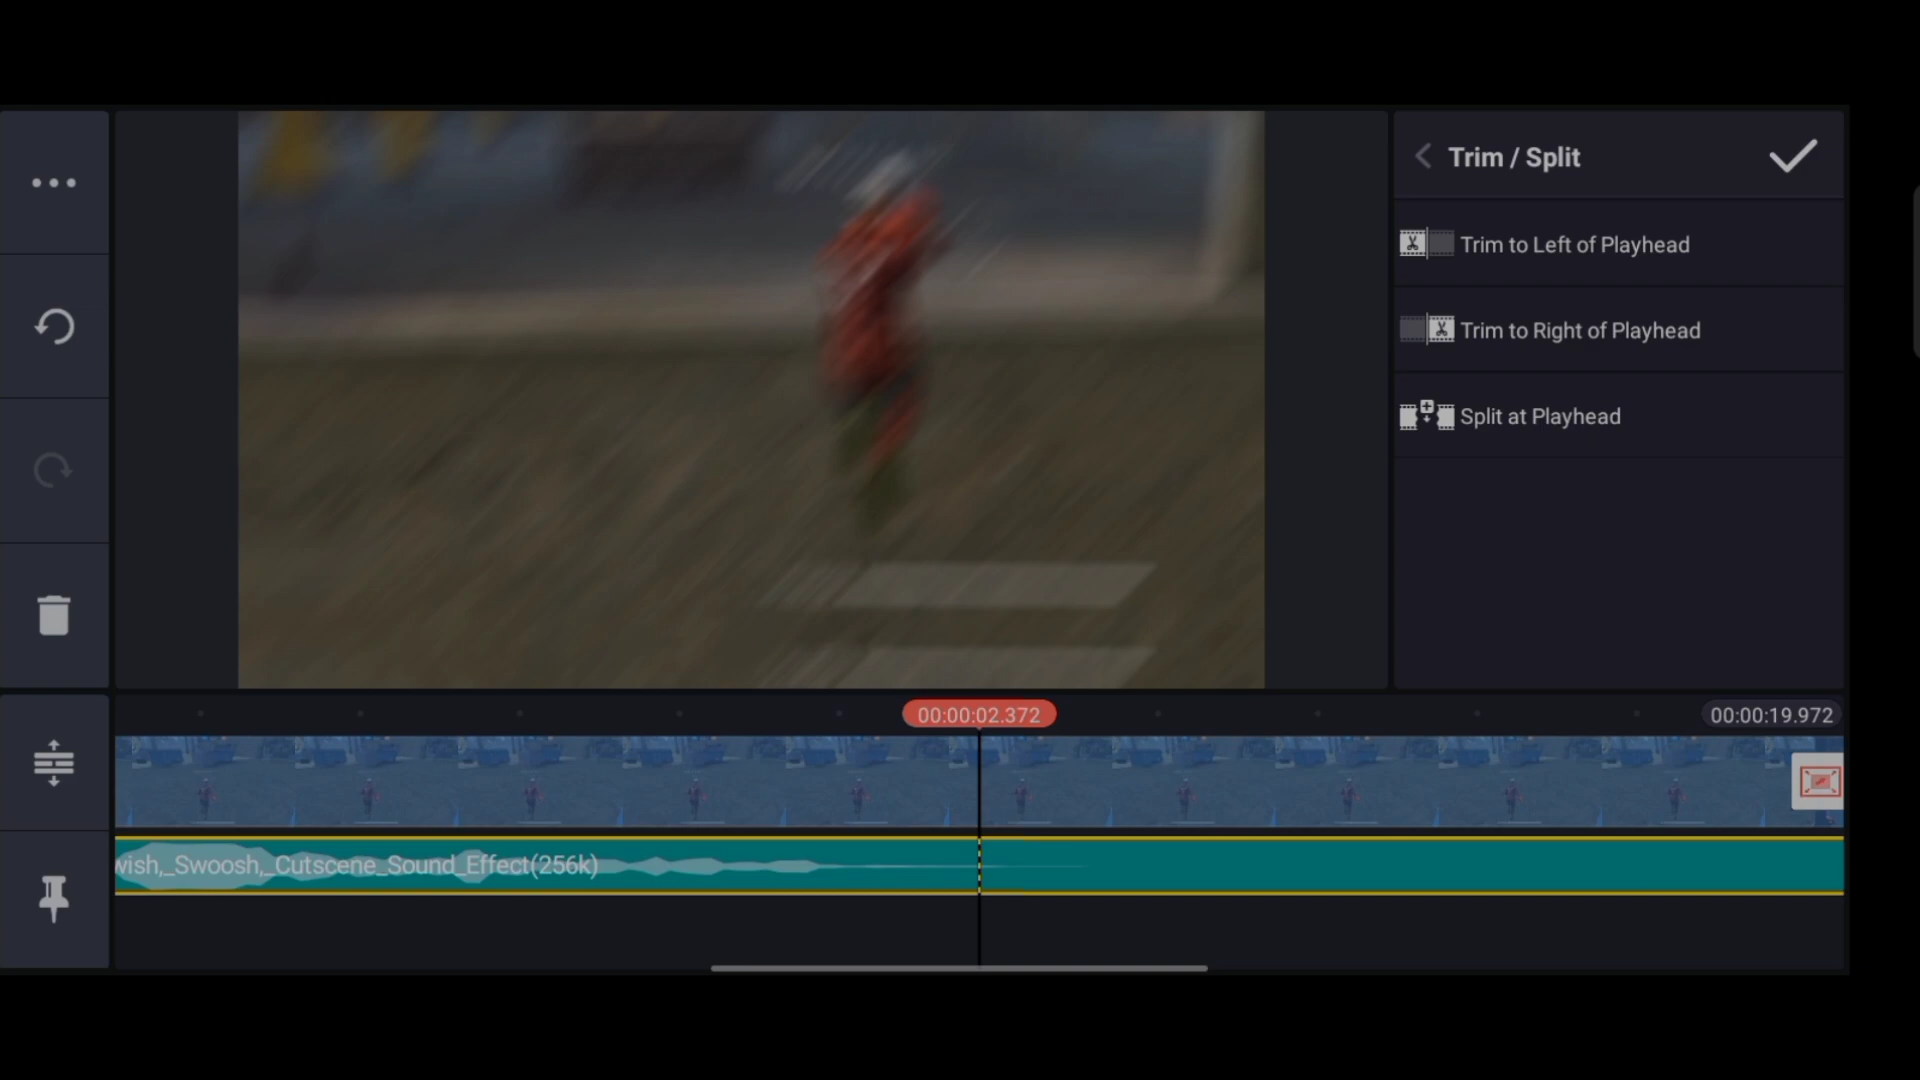 Trim / Split
Trim to Left of Playhead
Trim to Right of Playhead
Split at Playhead
00:00:02.372
00:00:19.972
wish,_Swoosh,_Cutscene_Sound_Effect(256k)